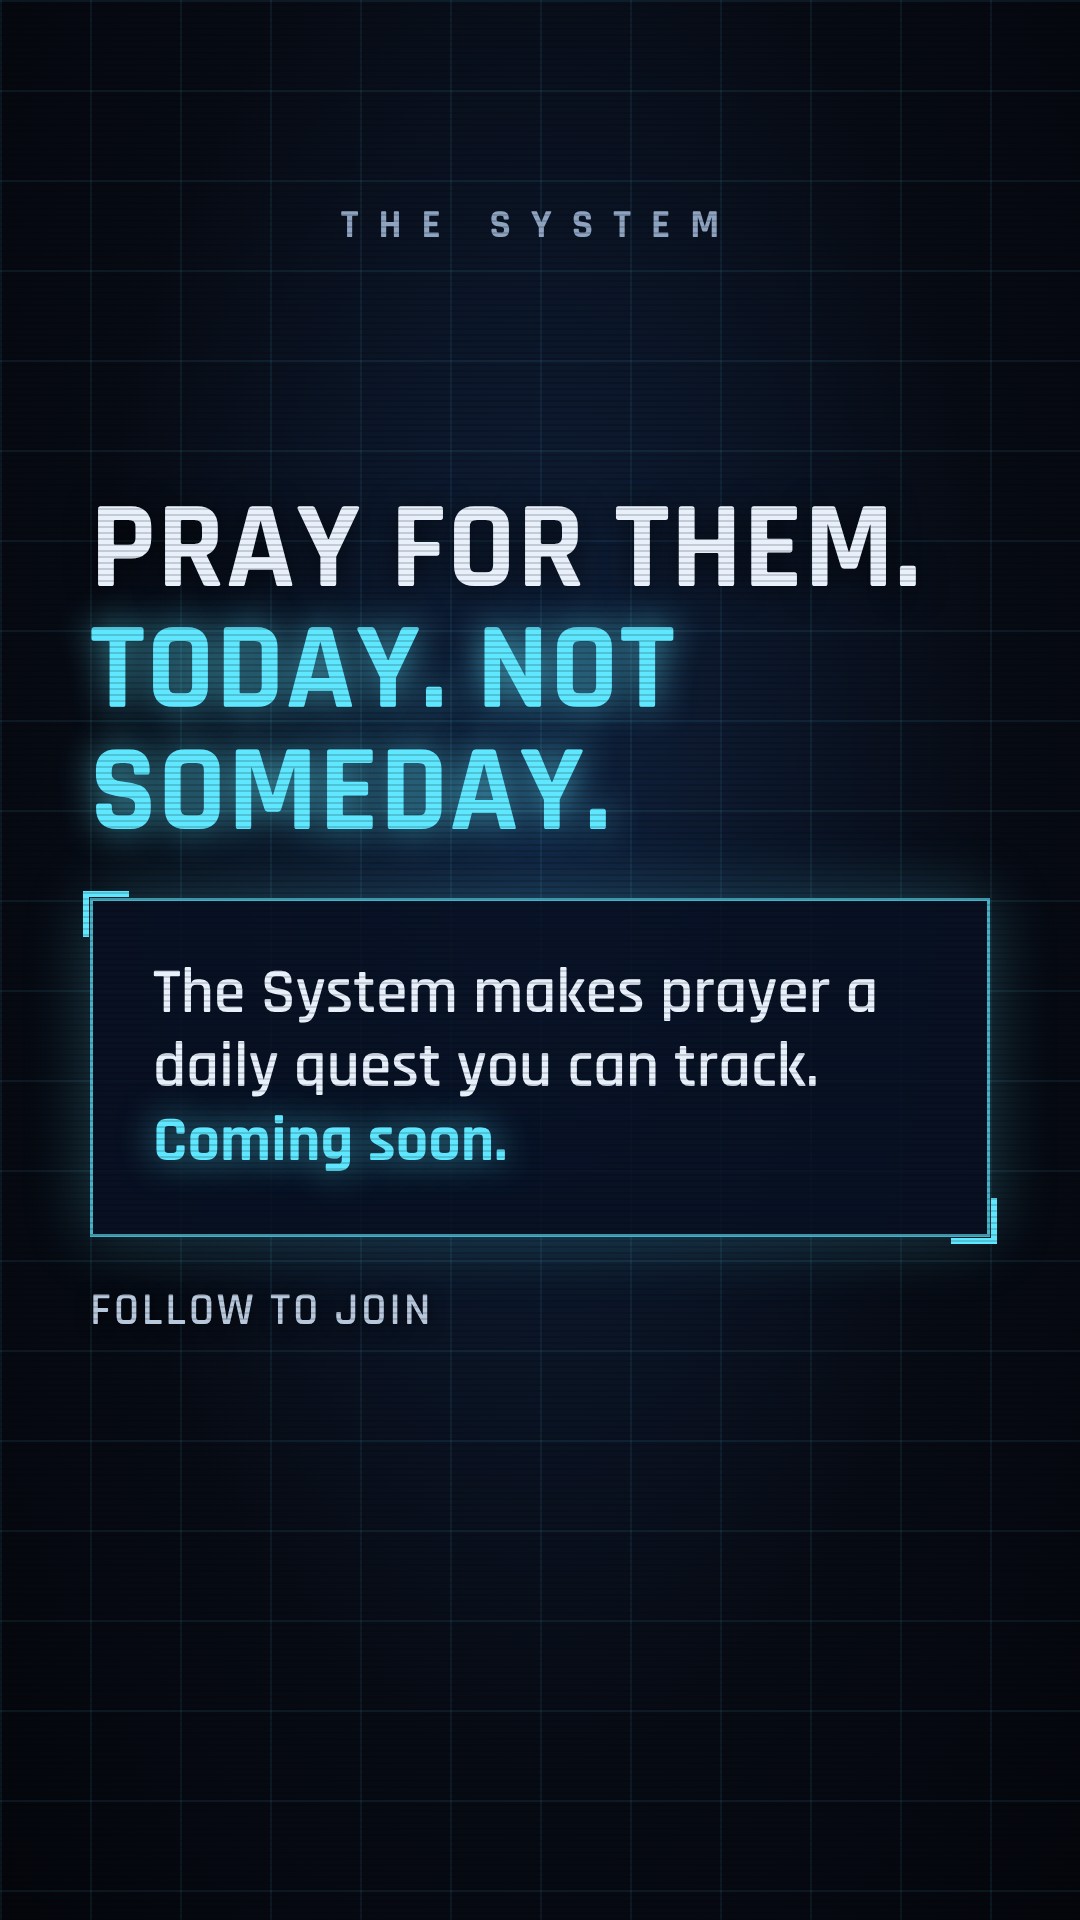 THE SYSTEM
PRAY FOR THEM.
TODAY. NOT
SOMEDAY.
The System makes prayer a
daily quest you can track.
Coming soon.
FOLLOW TO JOIN